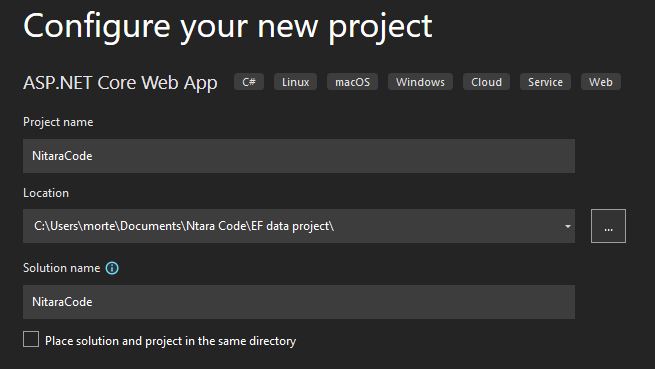 Configure your new project
ASP.NET Core Web App C# Linux macOS Windows Cloud Service Web
Project name
NitaraCode
Location
C:\Users\morte\Documents\Ntara Code\EF data project\
...
Solution name
NitaraCode
Place solution and project in the same directory